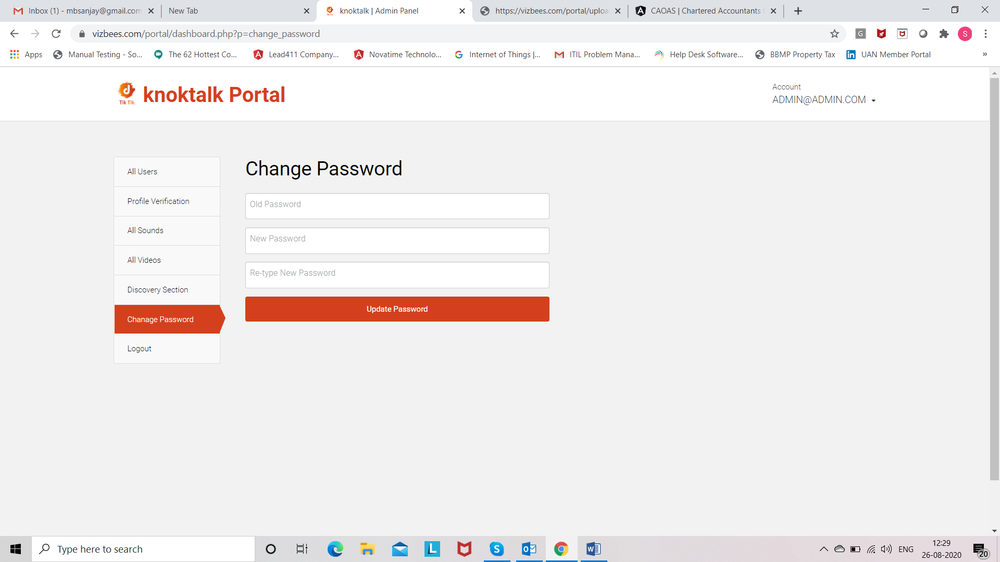 Inbox (1) - mbsanjay@gmail.com
New Tab
knoktalk | Admin Panel
https://vizbees.com/portal/uploa
CAOAS | Chartered Accountants
vizbees.com/portal/dashboard.php?p=change_password
G
S
Apps
Manual Testing - So...
The 62 Hottest Co...
Lead411 Company...
Novatime Technolo...
Internet of Things |...
ITIL Problem Mana...
Help Desk Software...
BBMP Property Tax
UAN Member Portal
»
Tik Tik
knoktalk Portal
Account
ADMIN@ADMIN.COM
All Users
Profile Verification
All Sounds
All Videos
Discovery Section
Chanage Password
Logout
Change Password
Old Password
New Password
Re-type New Password
Update Password
Type here to search
ENG
12:29
26-08-2020
20